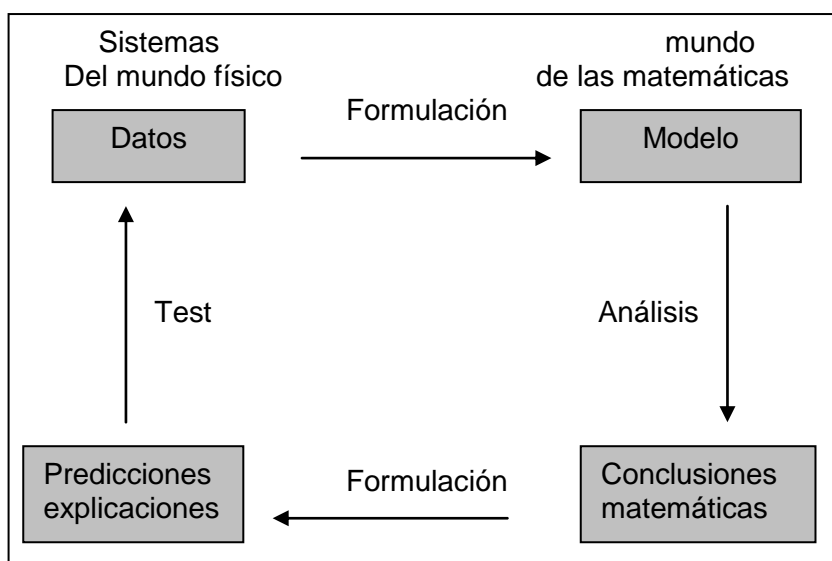 Sistemas
Del mundo físico
mundo
de las matemáticas
Formulación
Datos
Modelo
Test
Análisis
Predicciones
explicaciones
Formulación
Conclusiones
matemáticas